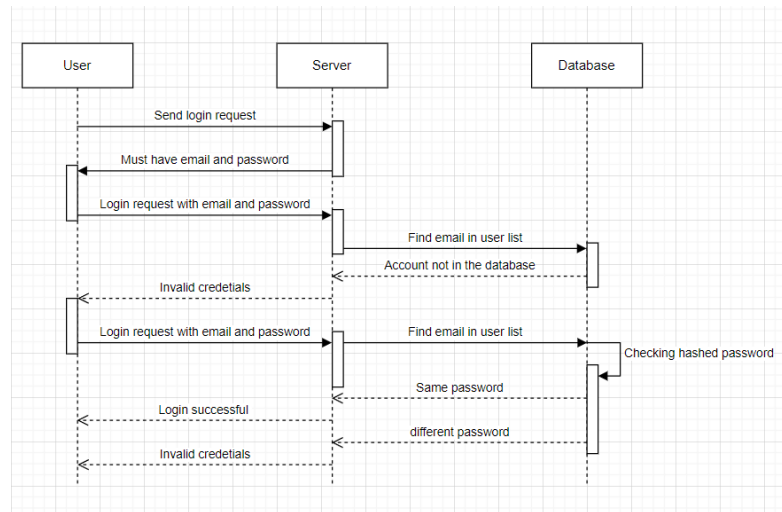 User
Server
Database
Send login request
Must have email and password
Login request with email and password
Find email in user list
Account not in the database
Invalid credetials
Login request with email and password
Find email in user list
Checking hashed password
Same password
Login successful
different password
Invalid credetials